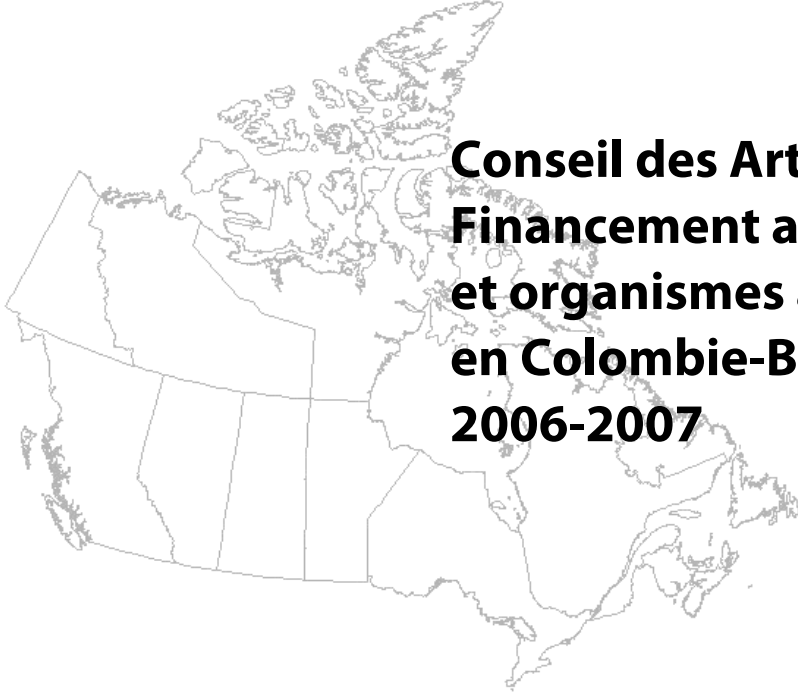 Conseil des Art
Financement a
et organismes
en Colombie-B
2006-2007